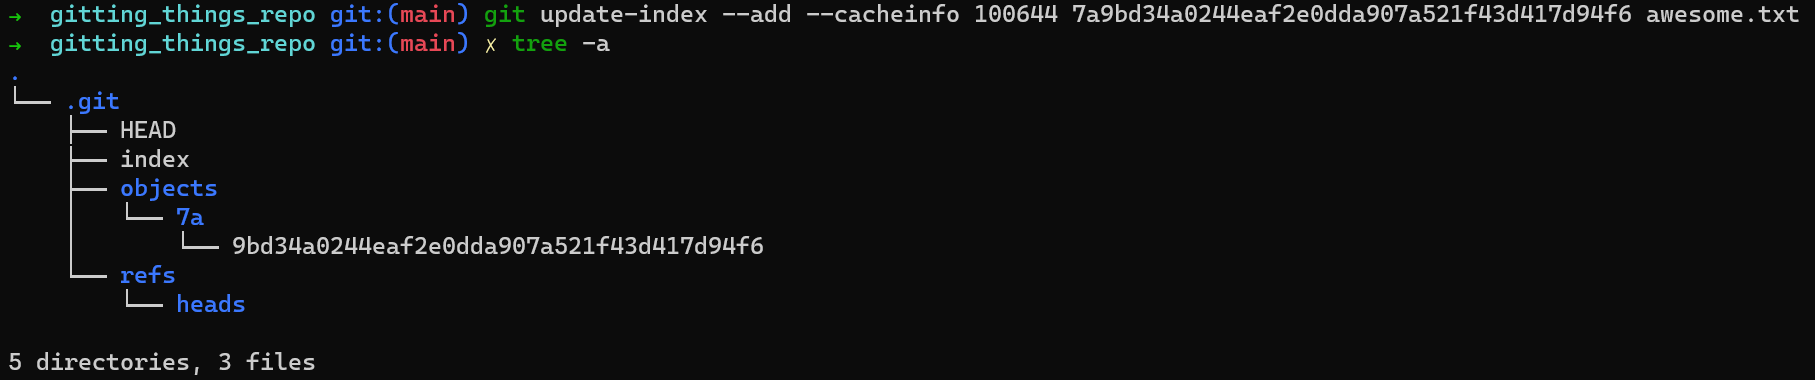 → gitting_things_repo git:(main) git update-index --add --cacheinfo 100644 7a9bd34a0244eaf2e0dda907a521f43d417d94f6 awesome.txt
→ gitting_things_repo git:(main) ✗ tree -a
.
└── .git
    ├── HEAD
    ├── index
    ├── objects
    │   └── 7a
    │       └── 9bd34a0244eaf2e0dda907a521f43d417d94f6
    └── refs
        └── heads
5 directories, 3 files